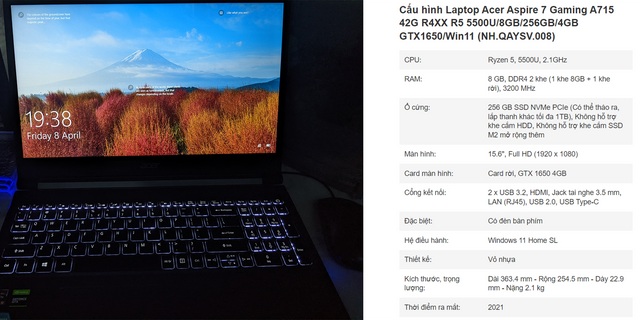 19:38
Friday 8 April
Cấu hình Laptop Acer Aspire 7 Gaming A715
42G R4XX R5 5500U/8GB/256GB/4GB
GTX1650/Win11 (NH.QAYSV.008)
CPU: Ryzen 5, 5500U, 2.1GHz
RAM: 8 GB, DDR4 2 khe (1 khe 8GB + 1 khe
rời), 3200 MHz
Ổ cứng: 256 GB SSD NVMe PCIe (Có thể tháo ra,
lắp thanh khác tối đa 1TB), Không hỗ trợ
khe cắm HDD, Không hỗ trợ khe cắm SSD
M2 mở rộng thêm
Màn hình: 15.6", Full HD (1920 x 1080)
Card màn hình: Card rời, GTX 1650 4GB
Cổng kết nối: 2 x USB 3.2, HDMI, Jack tai nghe 3.5 mm,
LAN (RJ45), USB 2.0, USB Type-C
Đặc biệt: Có đèn bàn phím
Hệ điều hành: Windows 11 Home SL
Thiết kế: Vỏ nhựa
Kích thước, trọng
lượng: Dài 363.4 mm - Rộng 254.5 mm - Dày 22.9
mm - Nặng 2.1 kg
Thời điểm ra mắt: 2021